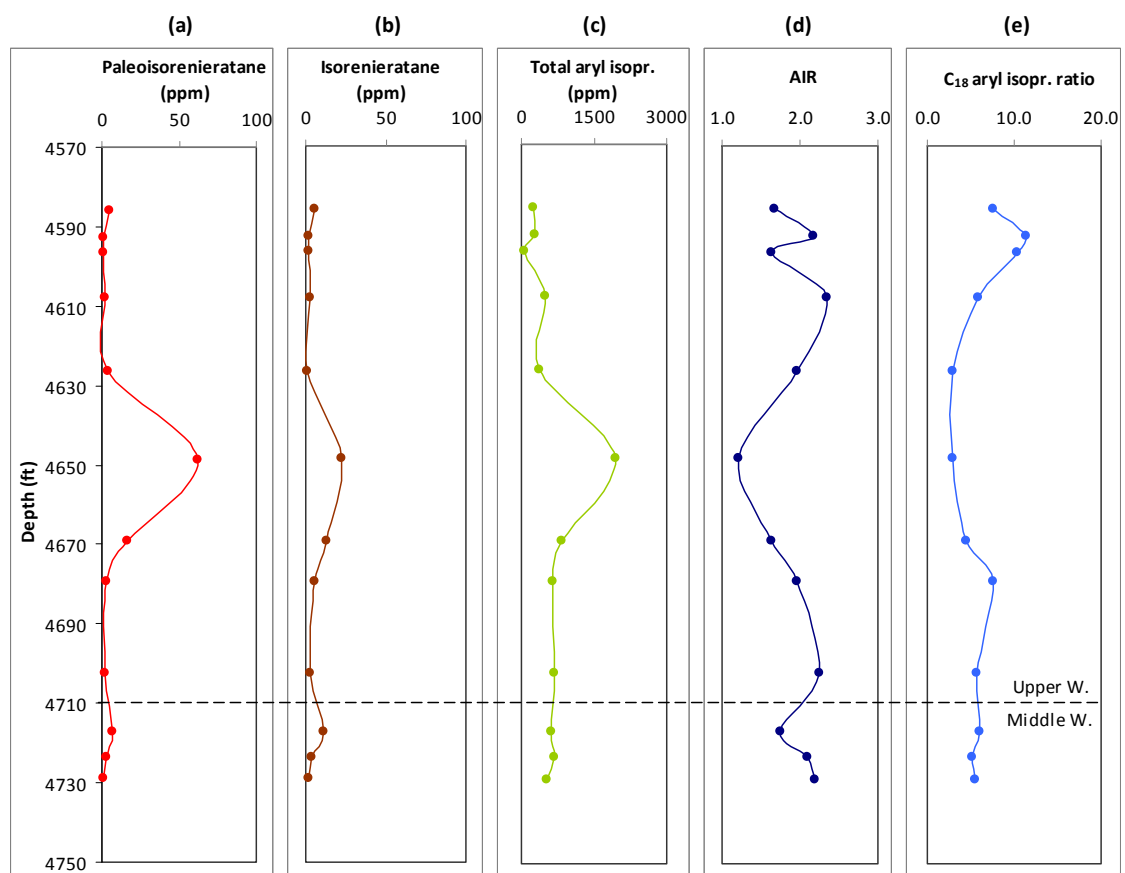 (a) (b) (c) (d) (e)
Paleoisorenieratane
(ppm)
0 50 100
Isorenieratane
(ppm)
0 100
Total aryl isopr.
(ppm)
0 1500 3000
AIR
1.0 2.0 3.0
C₁₈ aryl isopr. ratio
0.0 10.0 20.0
Depth (ft)
4570
4590
4610
4630
4650
4670
4690
4710
4730
4750
Upper W.
Middle W.